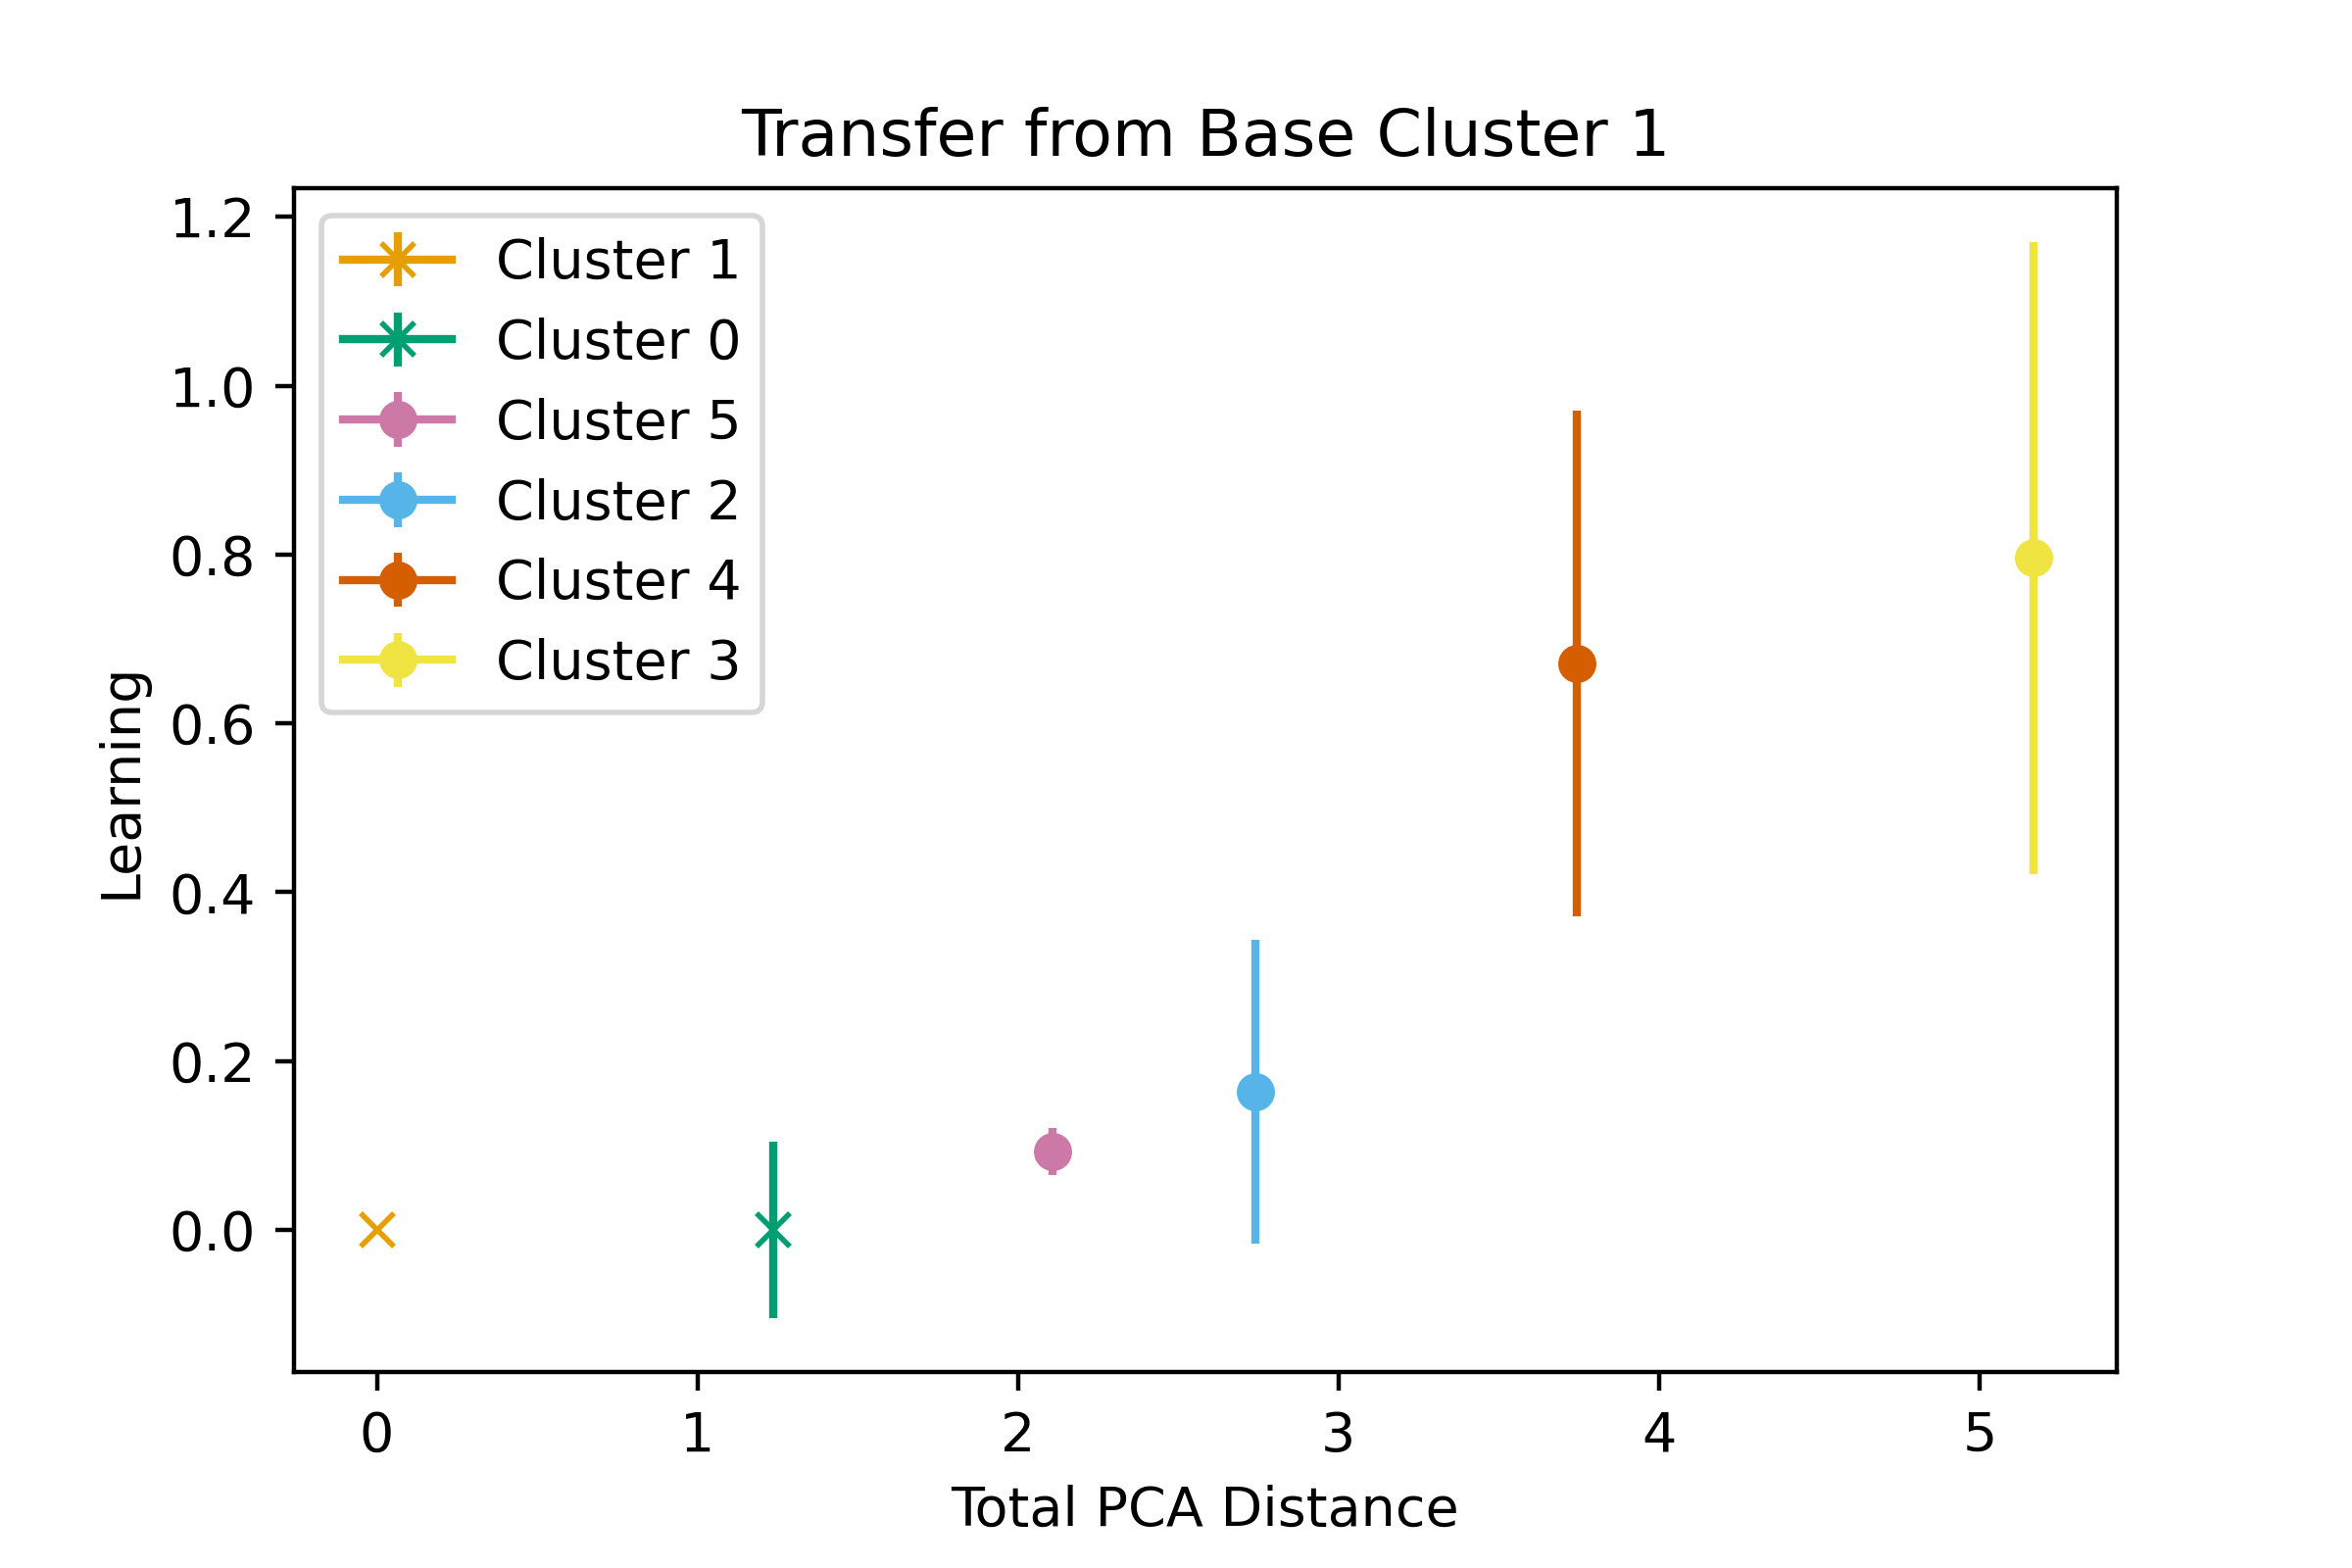 Transfer from Base Cluster 1
1.2
1.0
0.8
0.6
0.4
0.2
0.0
Learning
Cluster 1
Cluster 0
Cluster 5
Cluster 2
Cluster 4
Cluster 3
0 1 2 3 4 5
Total PCA Distance